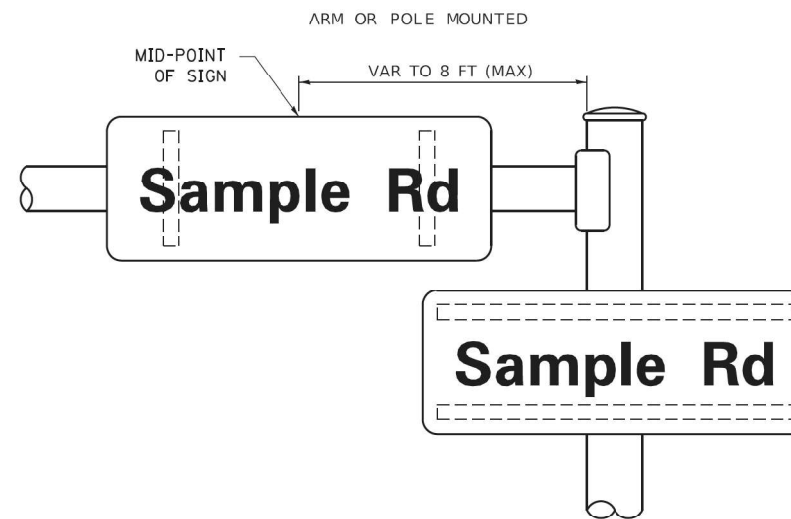 ARM OR POLE MOUNTED
MID-POINT
OF SIGN
VAR TO 8 FT (MAX)
Sample Rd
Sample Rd